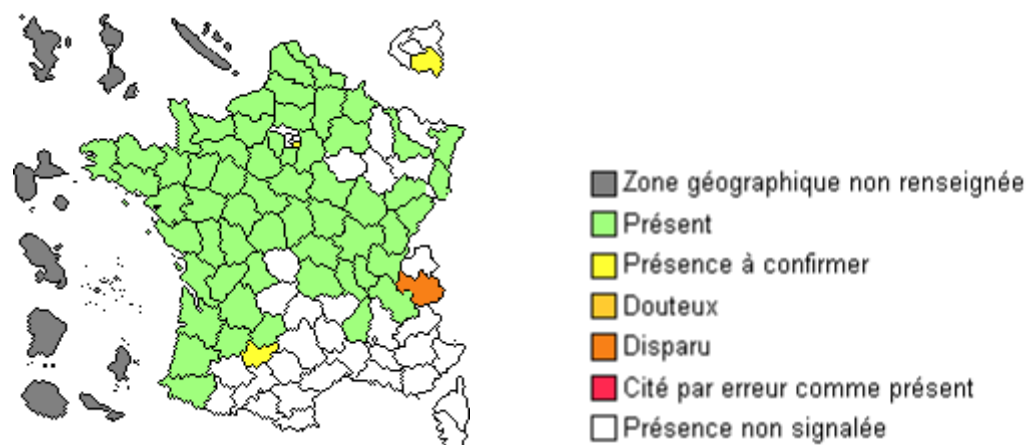 Zone géographique non renseignée
Présent
Présence à confirmer
Douteux
Disparu
Cité par erreur comme présent
Présence non signalée